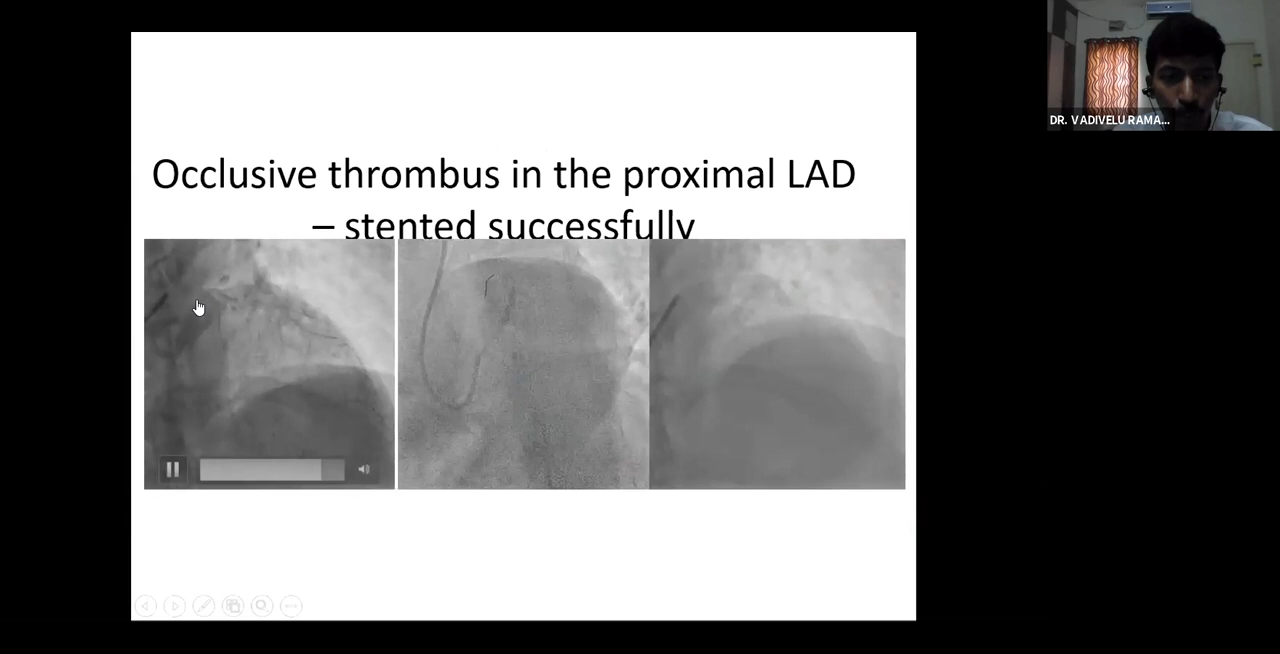 Occlusive thrombus in the proximal LAD
– stented successfully
DR. VADIVELU RAMA...